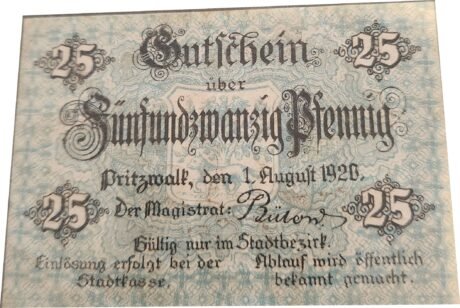 25 Gutschein 25
über
Fünfundzwanzig Pfennig
Pritzwalk, den 1. August 1920.
25 Der Magistrat: Bülow 25
Gültig nur im Stadtbezirk.
Einlösung erfolgt bei der Stadtkasse. Ablauf wird öffentlich bekannt gemacht.